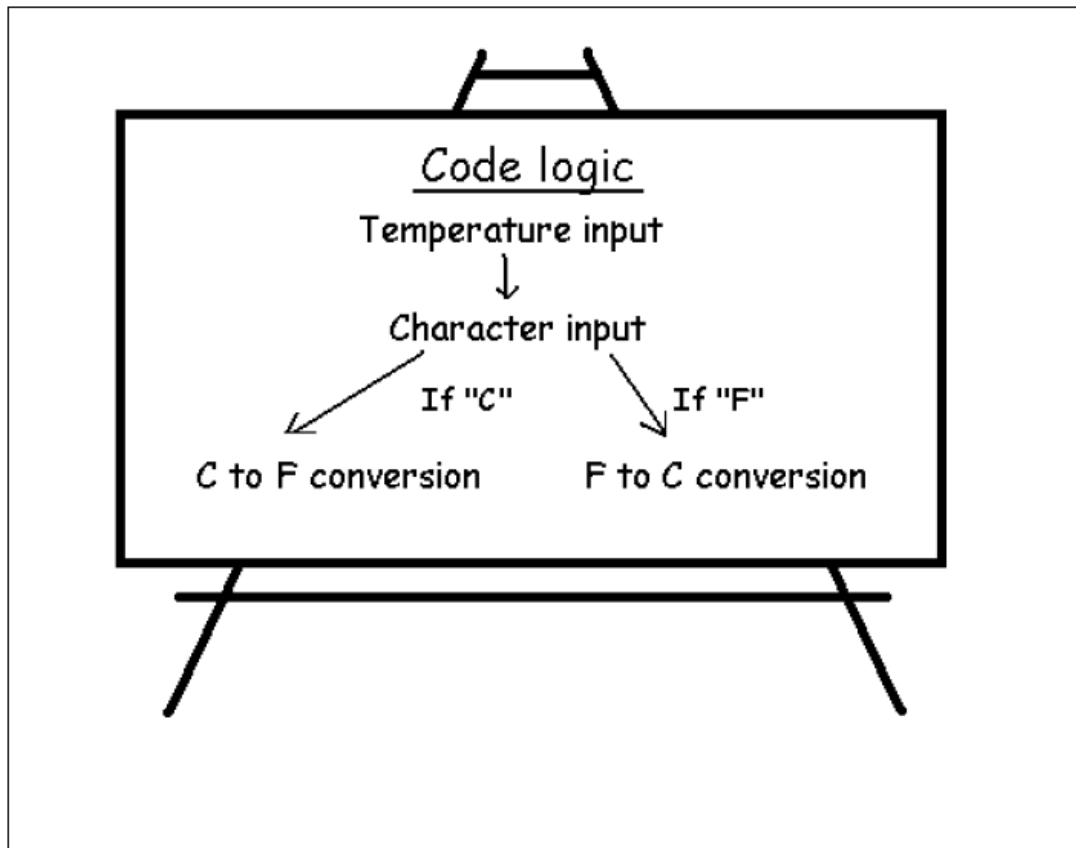 Code logic
Temperature input
Character input
If "C" If "F"
C to F conversion F to C conversion